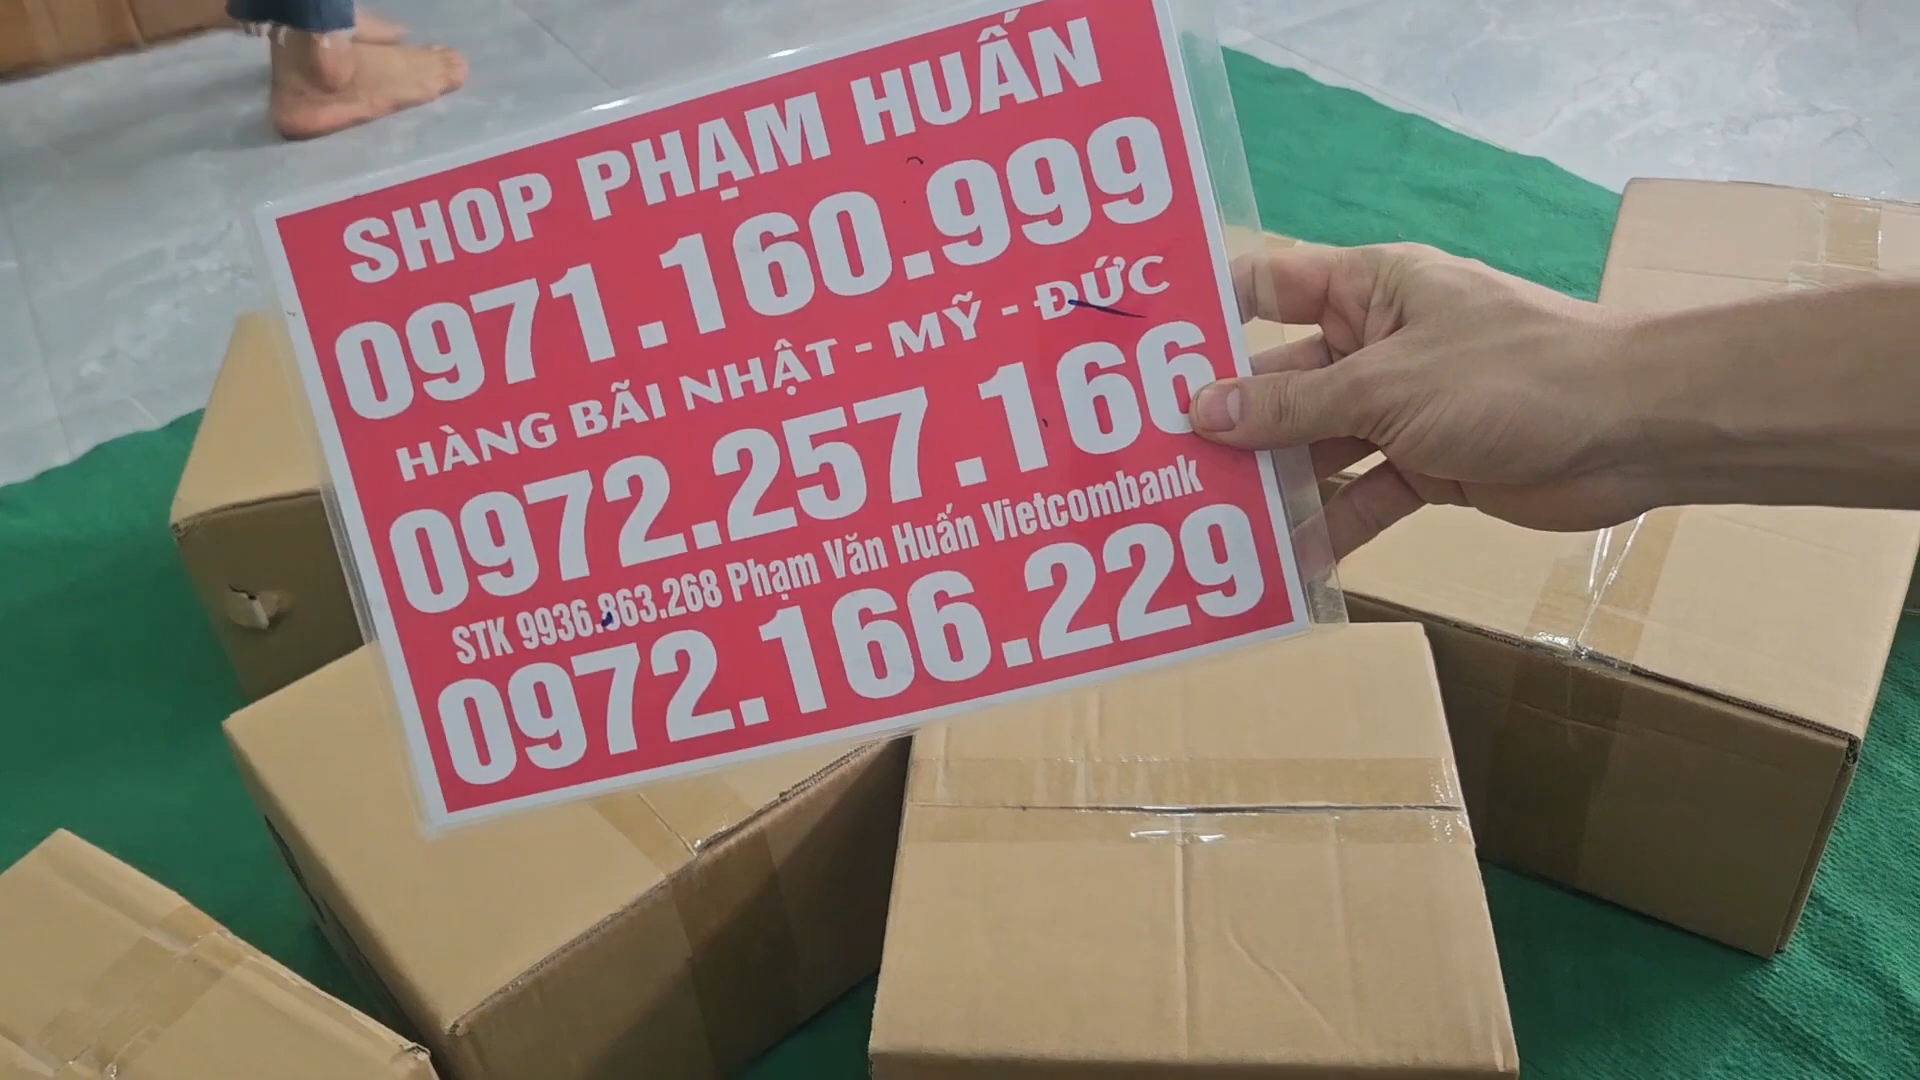 SHOP PHẠM HUẤN
0971.160.999
HÀNG BÃI NHẬT - MỸ - ĐỨC
0972.257.166
STK 9936.863.268 Phạm Văn Huấn Vietcombank
0972.166.229